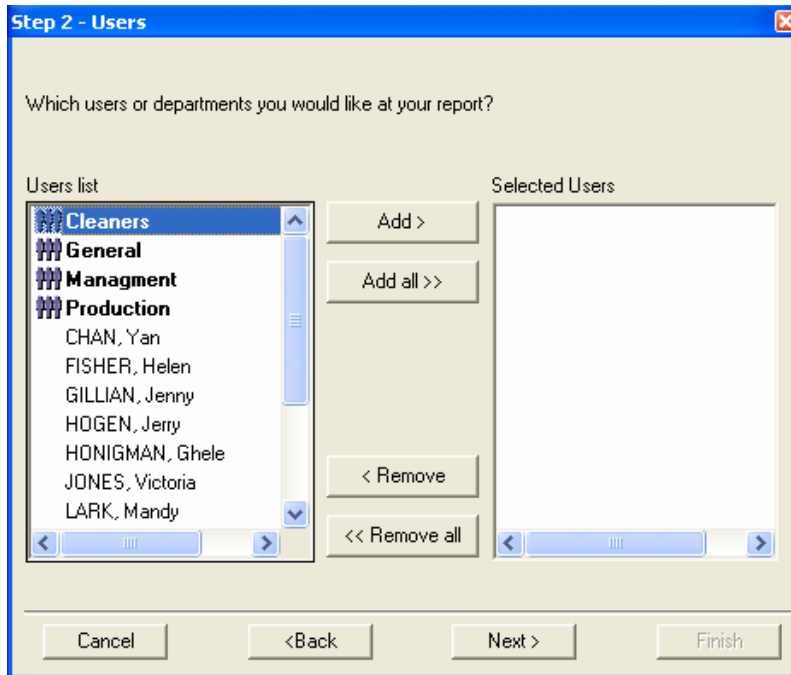 Step 2 - Users
Which users or departments you would like at your report?
Users list
Selected Users
Cleaners
General
Managment
Production
CHAN, Yan
FISHER, Helen
GILLIAN, Jenny
HOGEN, Jerry
HONIGMAN, Ghele
JONES, Victoria
LARK, Mandy
Add >
Add all >>
< Remove
<< Remove all
Cancel
<Back
Next >
Finish